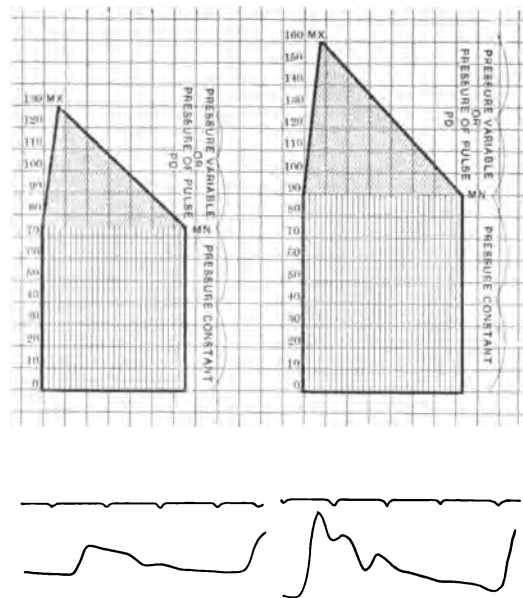 130 MX
120
110
100
90
80
70
60
50
40
30
20
10
0
PRESSURE VARIABLE
OR
PRESSURE OF PULSE
PD
MN
PRESSURE CONSTANT
160 MX
150
140
130
120
110
100
90
80
70
60
50
40
30
20
10
0
PRESSURE VARIABLE
OR
PRESSURE OF PULSE
PD
MN
PRESSURE CONSTANT